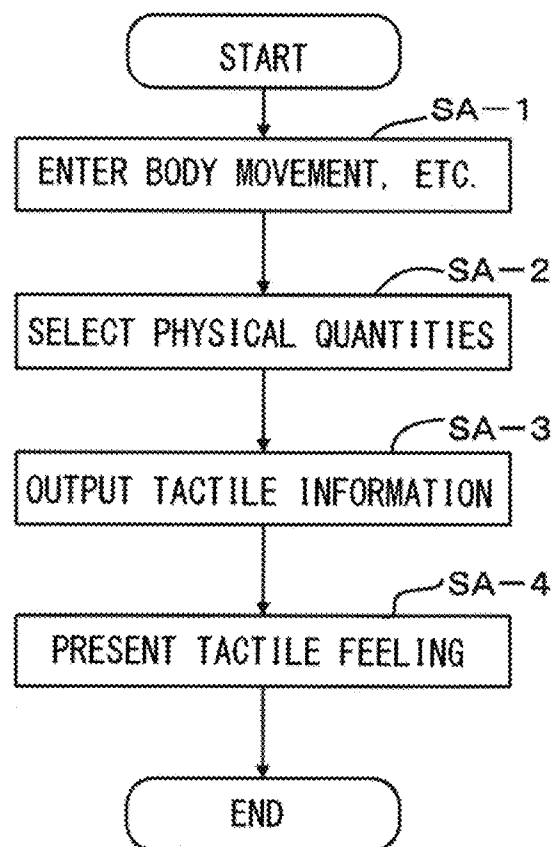 START
SA-1
ENTER BODY MOVEMENT, ETC.
SA-2
SELECT PHYSICAL QUANTITIES
SA-3
OUTPUT TACTILE INFORMATION
SA-4
PRESENT TACTILE FEELING
END